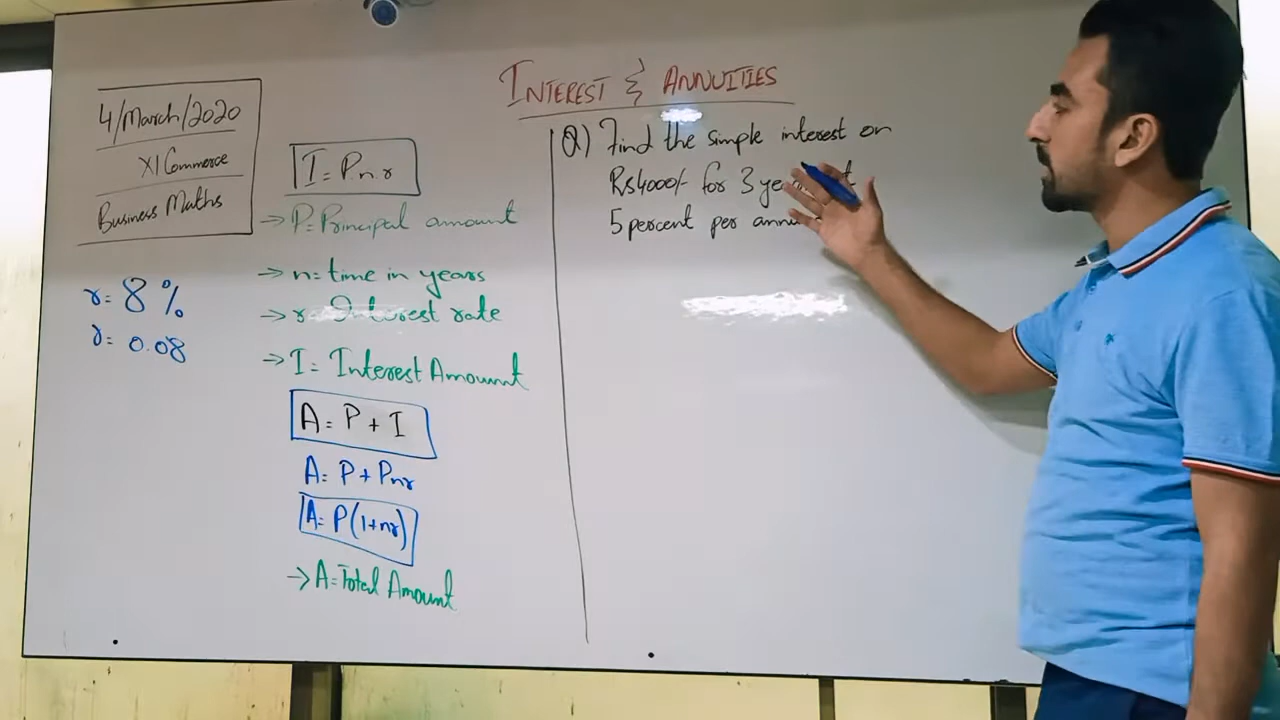 INTEREST & ANNUITIES
4/March/2020
XI Commerce
Business Maths
r= 8%
r= 0.08
I = P.n.r
→ P=Principal amount
→ n= time in years
→ r= Interest rate
→ I= Interest Amount
A= P + I
A= P + Pnr
A= P(1+nr)
→ A=Total Amount
Q) Find the simple interest on
Rs4000/- for 3
5 percent per